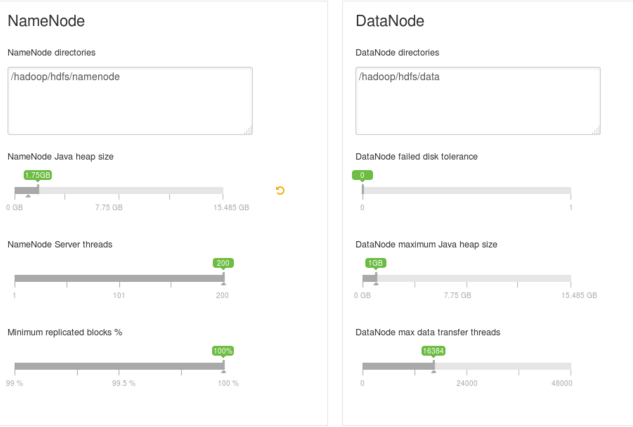 NameNode
NameNode directories
/hadoop/hdfs/namenode
NameNode Java heap size
1.75GB
0 GB 7.75 GB 15.485 GB
NameNode Server threads
200
1 101 200
Minimum replicated blocks %
100%
99 % 99.5 % 100 %
DataNode
DataNode directories
/hadoop/hdfs/data
DataNode failed disk tolerance
0
0 1
DataNode maximum Java heap size
1GB
0 GB 7.75 GB 15.485 GB
DataNode max data transfer threads
16384
0 24000 48000